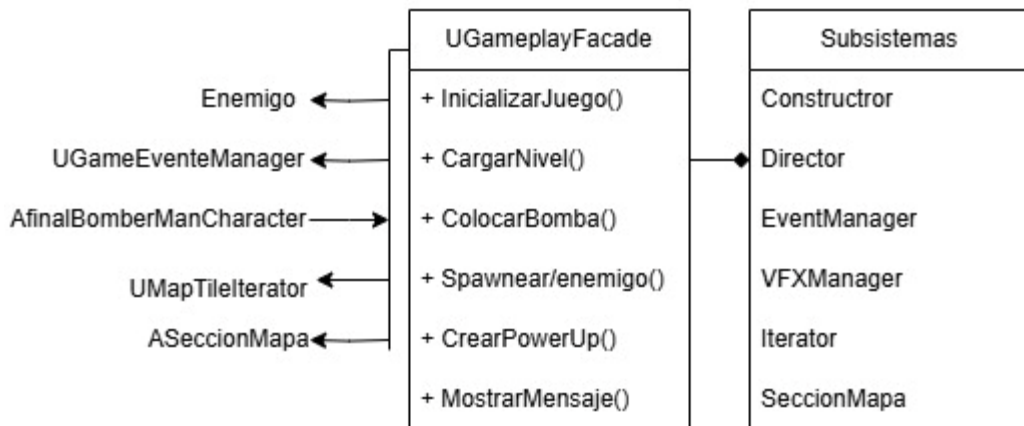 UGameplayFacade
Subsistemas
Enemigo
+ InicializarJuego()
Constructror
UGameEventeManager
+ CargarNivel()
Director
AfinalBomberManCharacter
+ ColocarBomba()
EventManager
UMapTileIterator
+ Spawnear/enemigo()
VFXManager
ASeccionMapa
+ CrearPowerUp()
Iterator
+ MostrarMensaje()
SeccionMapa